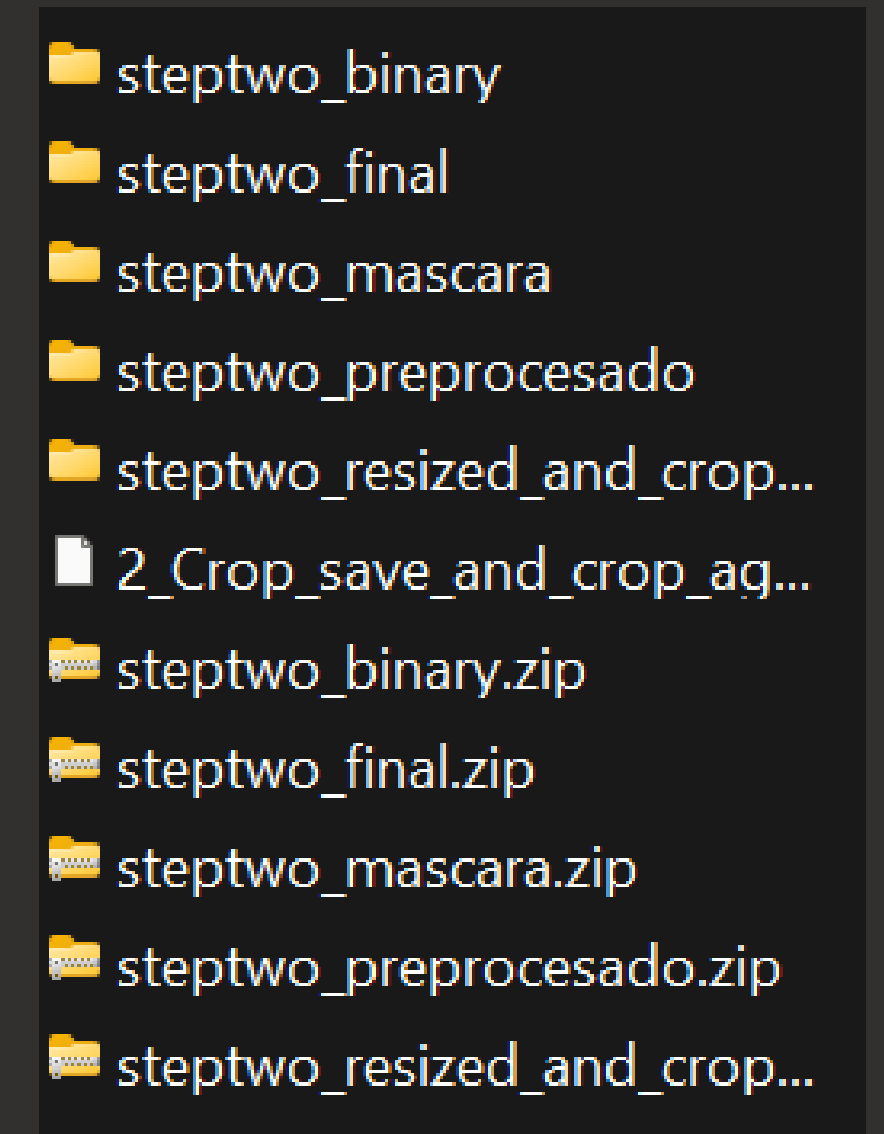 steptwo_binary
steptwo_final
steptwo_mascara
steptwo_preprocesado
steptwo_resized_and_crop...
2_Crop_save_and_crop_ag...
steptwo_binary.zip
steptwo_final.zip
steptwo_mascara.zip
steptwo_preprocesado.zip
steptwo_resized_and_crop...